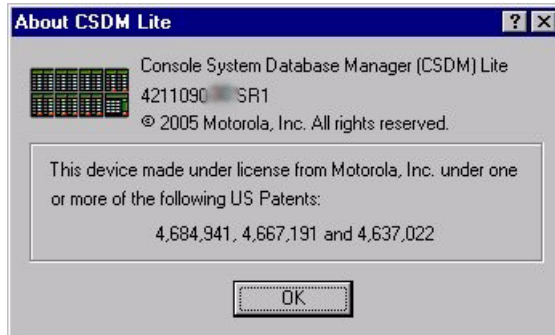 About CSDM Lite
Console System Database Manager (CSDM) Lite
4211090 SR1
© 2005 Motorola, Inc. All rights reserved.
This device made under license from Motorola, Inc. under one
or more of the following US Patents:
4,684,941, 4,667,191 and 4,637,022
OK